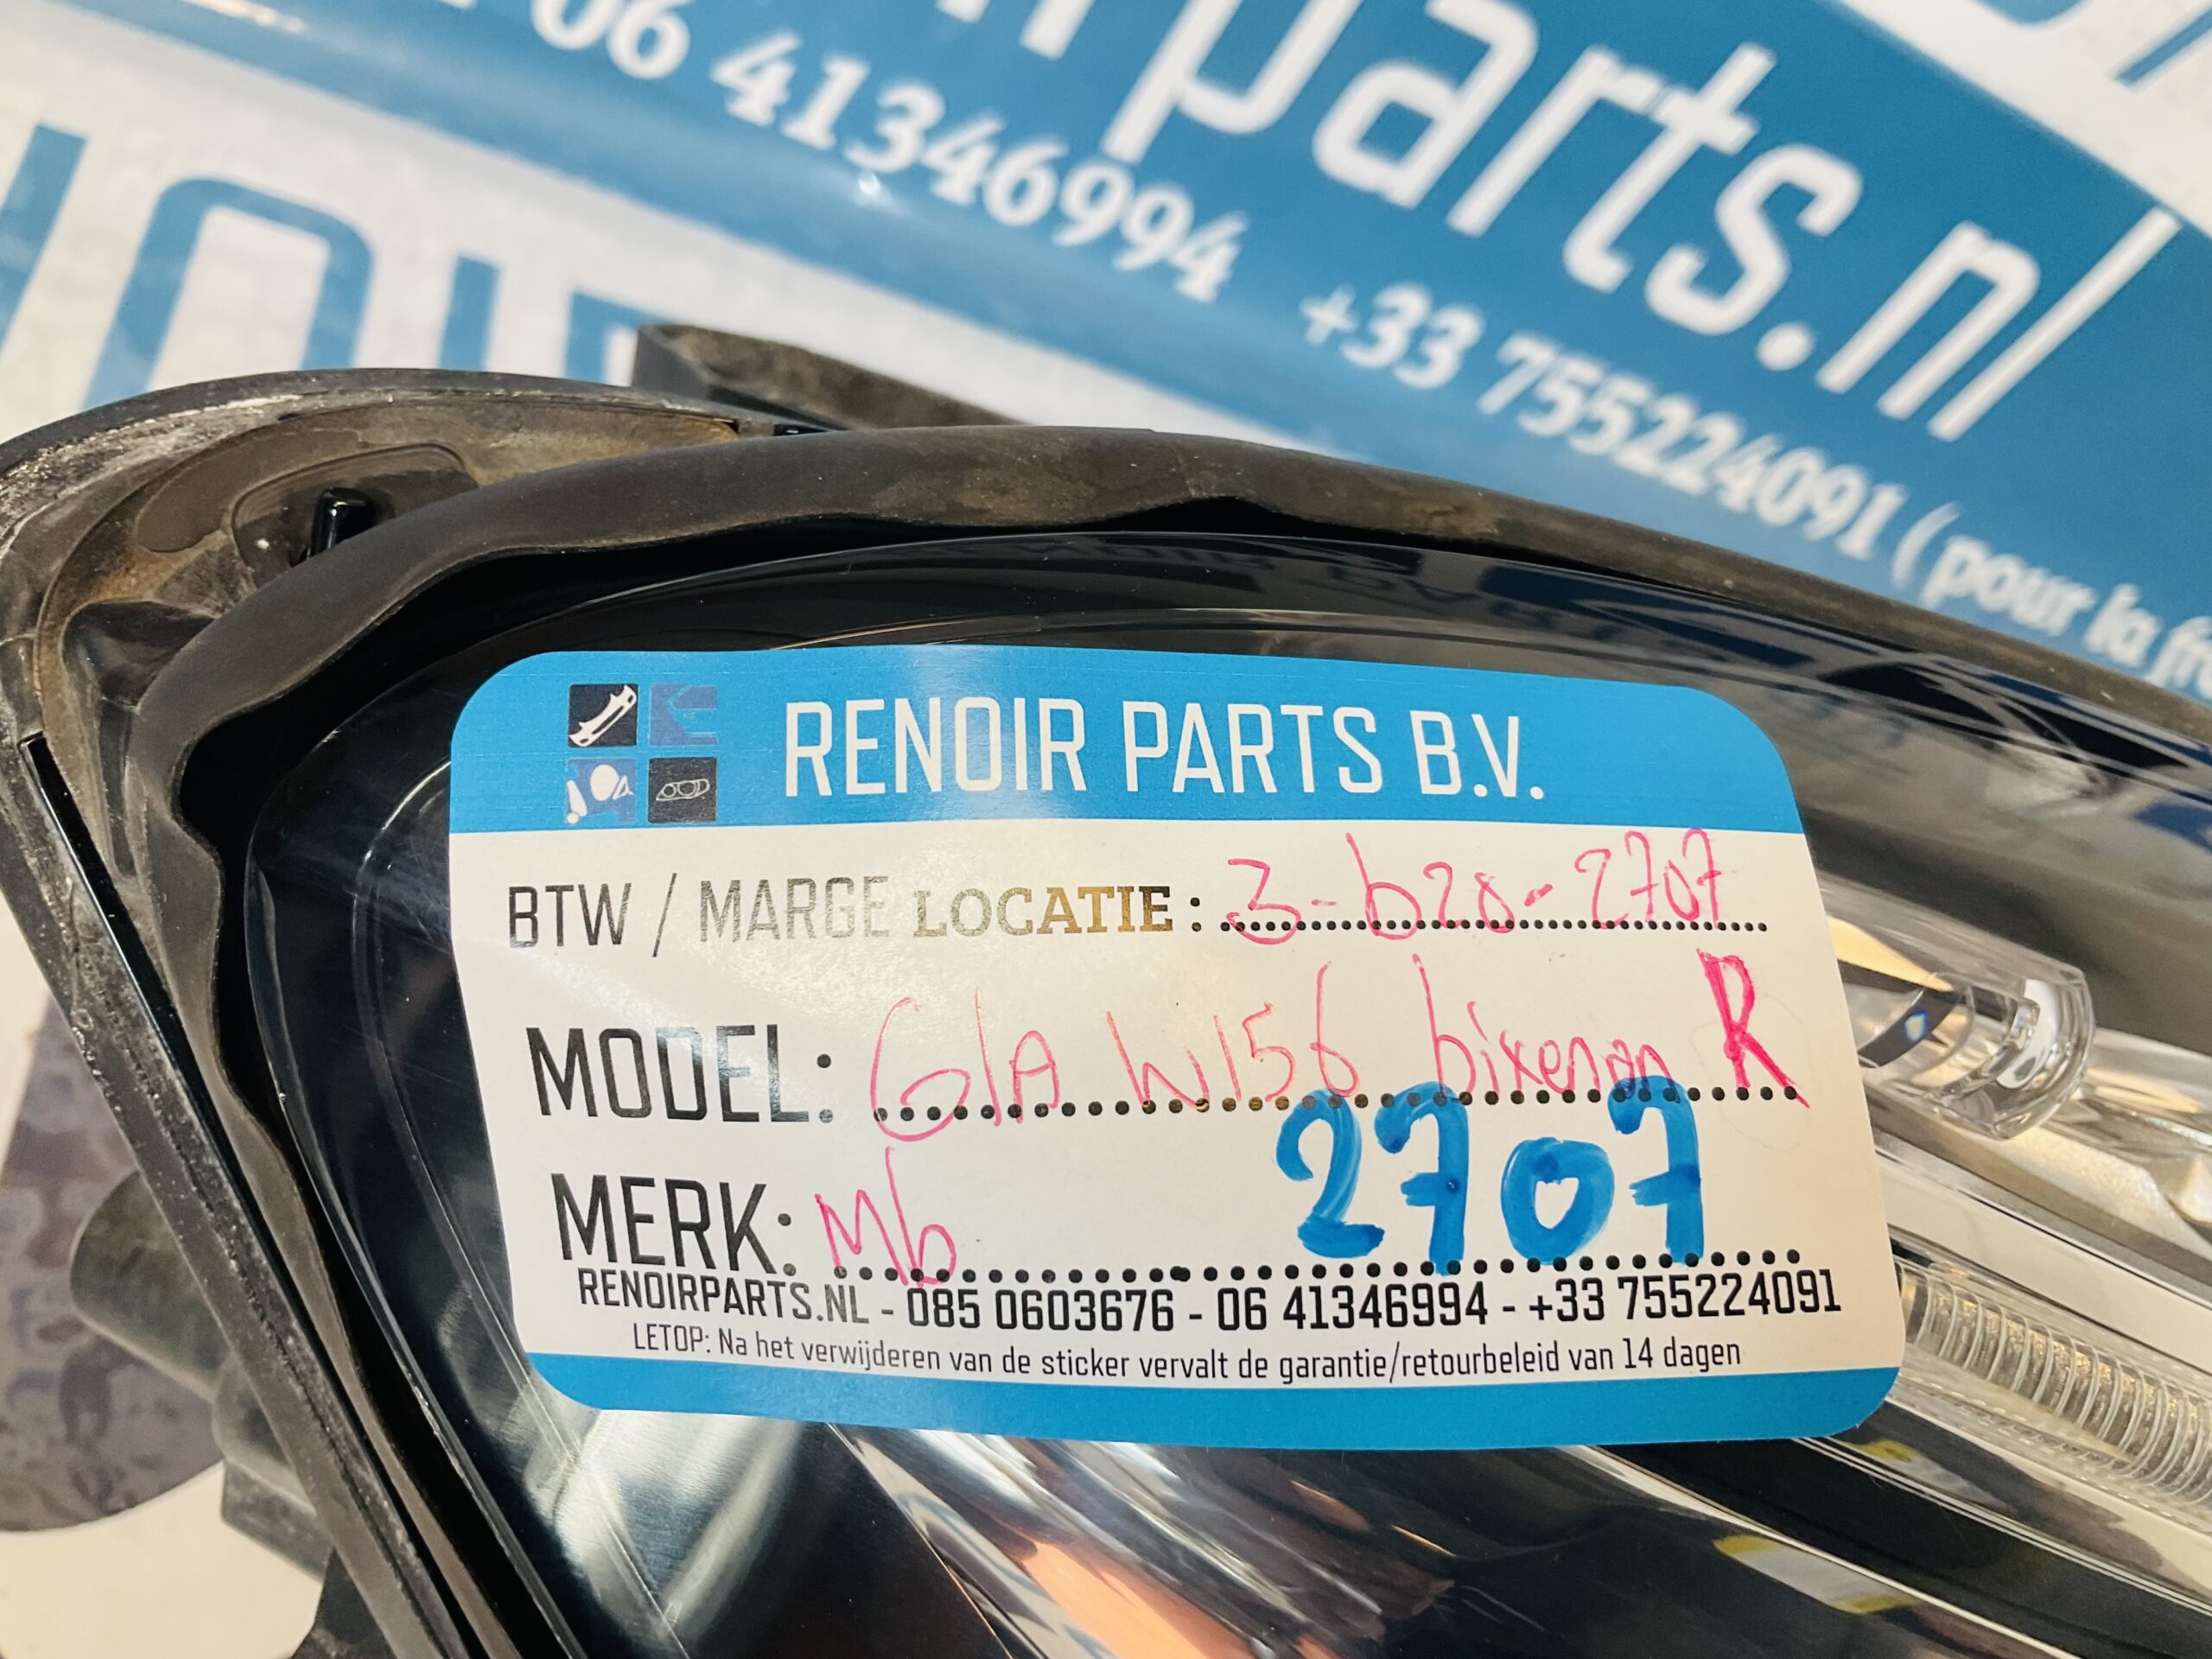 parts.nl
06 41346994 +33 755224091 ( pour la fr
RENOIR PARTS B.V.
BTW / MARGE LOCATIE : 3-b20-2707
MODEL: GlA W156 bixenon R
2707
MERK: Mb
RENOIRPARTS.NL - 085 0603676 - 06 41346994 - +33 755224091
LETOP: Na het verwijderen van de sticker vervalt de garantie/retourbeleid van 14 dagen